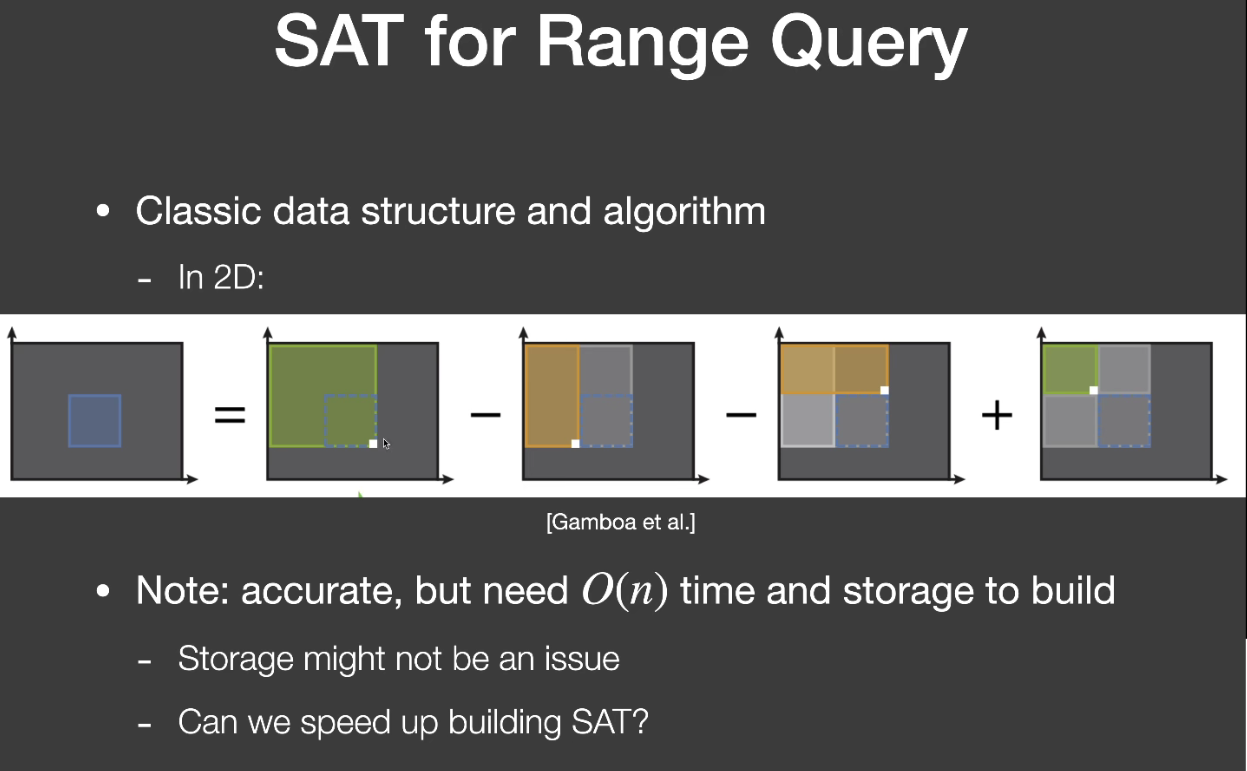 SAT for Range Query
• Classic data structure and algorithm
- In 2D:
= − − +
[Gamboa et al.]
• Note: accurate, but need O(n) time and storage to build
- Storage might not be an issue
- Can we speed up building SAT?